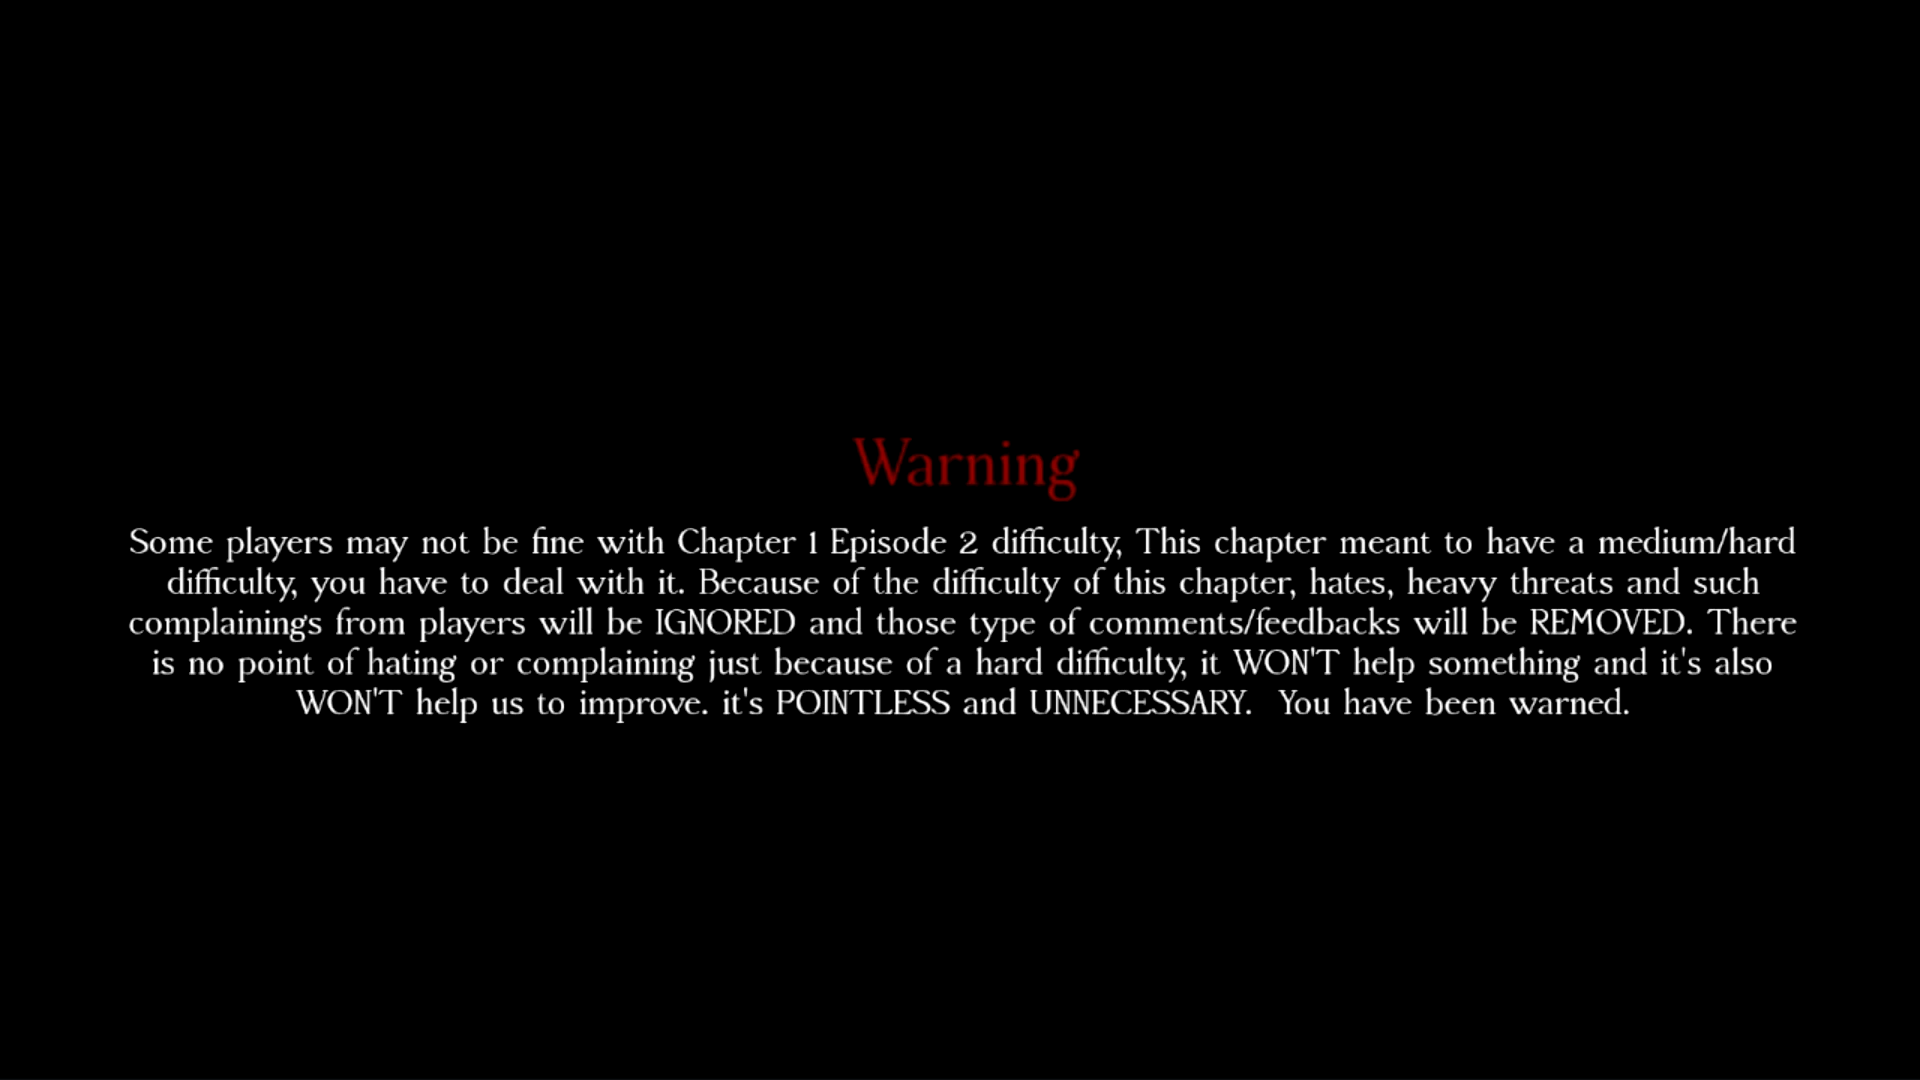 Warning
Some players may not be fine with Chapter 1 Episode 2 difficulty, This chapter meant to have a medium/hard
difficulty, you have to deal with it. Because of the difficulty of this chapter, hates, heavy threats and such
complainings from players will be IGNORED and those type of comments/feedbacks will be REMOVED. There
is no point of hating or complaining just because of a hard difficulty, it WON'T help something and it's also
WON'T help us to improve. it's POINTLESS and UNNECESSARY.  You have been warned.